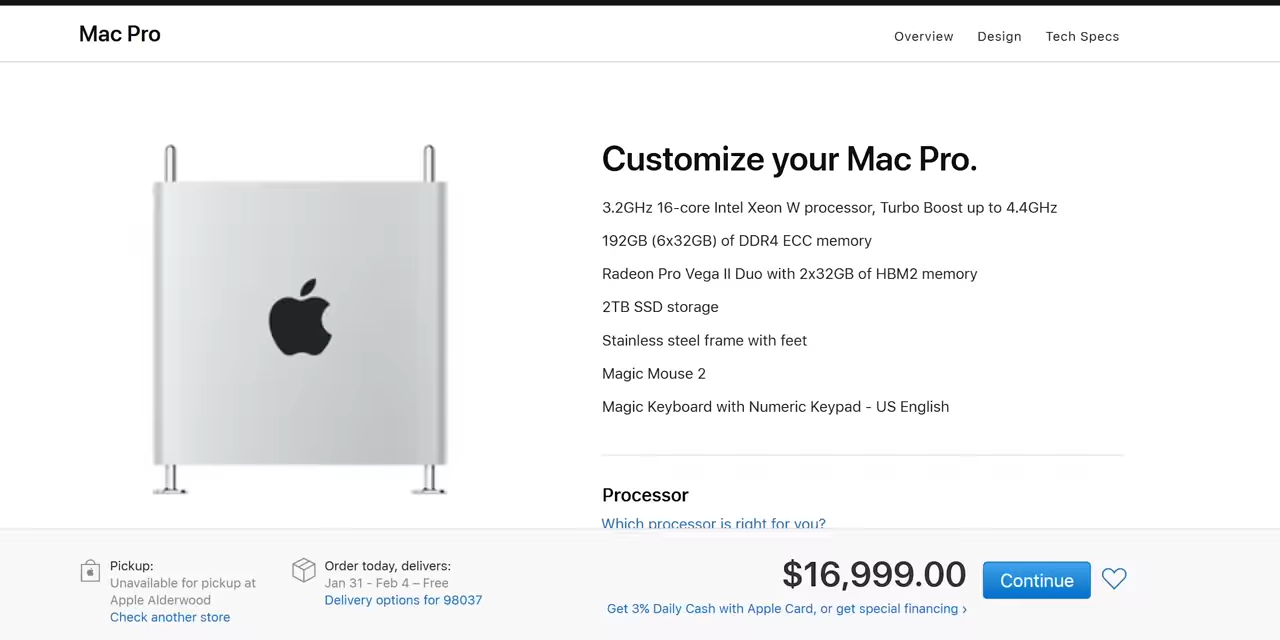 Mac Pro
Overview
Design
Tech Specs
Customize your Mac Pro.
3.2GHz 16-core Intel Xeon W processor, Turbo Boost up to 4.4GHz
192GB (6x32GB) of DDR4 ECC memory
Radeon Pro Vega II Duo with 2x32GB of HBM2 memory
2TB SSD storage
Stainless steel frame with feet
Magic Mouse 2
Magic Keyboard with Numeric Keypad - US English
Processor
Which processor is right for you?
Pickup:
Unavailable for pickup at
Apple Alderwood
Check another store
Order today, delivers:
Jan 31 - Feb 4 – Free
Delivery options for 98037
$16,999.00
Get 3% Daily Cash with Apple Card, or get special financing ›
Continue